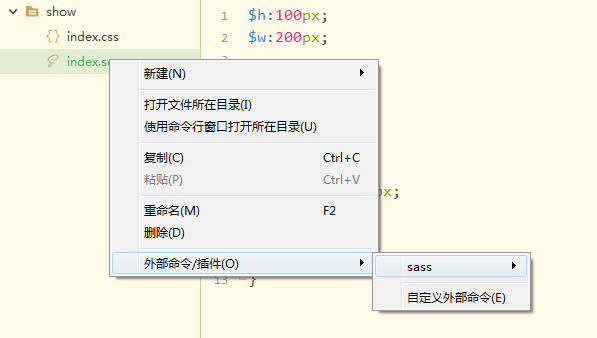 show
index.css
index.s
1 $h:100px;
2 $w:200px;
新建(N)
打开文件所在目录(I)
使用命令行窗口打开所在目录(U)
复制(C) Ctrl+C
粘贴(P) Ctrl+V
px;
重命名(M) F2
删除(D)
外部命令/插件(O)
sass
13 }
自定义外部命令(E)